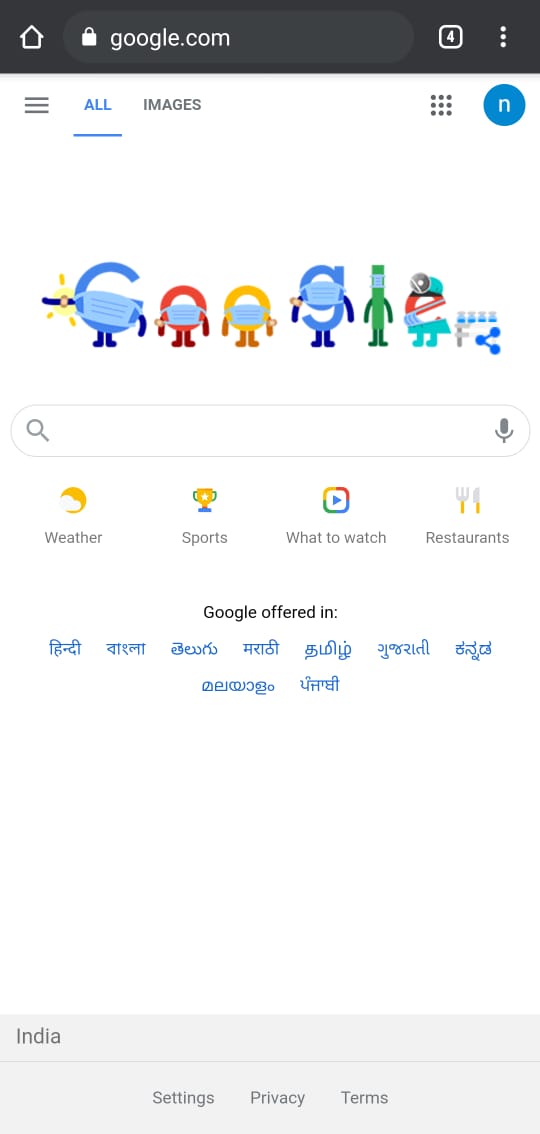 google.com 4
ALL IMAGES n
Google
Weather Sports What to watch Restaurants
Google offered in:
हिन्दी বাংলা తెలుగు मराठी தமிழ் ગુજરાતી ಕನ್ನಡ
മലയാളം ਪੰਜਾਬੀ
India
Settings Privacy Terms